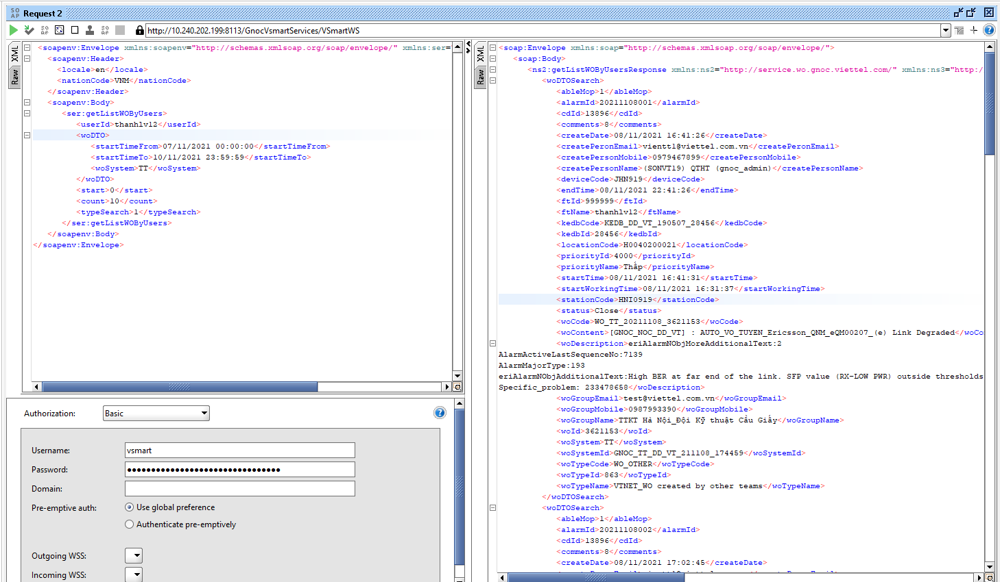 SO
AP
Request 2
SO
AP
SO
AP
http://10.240.202.199:8113/GnocVsmartServices/VSmartWS
XML
Raw
<soapenv:Envelope xmlns:soapenv="http://schemas.xmlsoap.org/soap/envelope/" xmlns:ser=
<soapenv:Header>
<locale>en</locale>
<nationCode>VNM</nationCode>
</soapenv:Header>
<soapenv:Body>
<ser:getListWOByUsers>
<userId>thanhlv12</userId>
<woDTO>
<startTimeFrom>07/11/2021 00:00:00</startTimeFrom>
<startTimeTo>10/11/2021 23:59:59</startTimeTo>
<woSystem>TT</woSystem>
</woDTO>
<start>0</start>
<count>10</count>
<typeSearch>1</typeSearch>
</ser:getListWOByUsers>
</soapenv:Body>
</soapenv:Envelope>
Authorization:
Basic
Username:
vsmart
Password:
Domain:
Pre-emptive auth:
Use global preference
Authenticate pre-emptively
Outgoing WSS:
Incoming WSS:
XML
Raw
<soap:Envelope xmlns:soap="http://schemas.xmlsoap.org/soap/envelope/">
<soap:Body>
<ns2:getListWOByUsersResponse xmlns:ns2="http://service.wo.gnoc.viettel.com/" xmlns:ns3="http:/
<woDTOSearch>
<ableMop>1</ableMop>
<alarmId>20211108001</alarmId>
<cdId>13896</cdId>
<comments>8</comments>
<createDate>08/11/2021 16:41:26</createDate>
<createPeronEmail>vientt1@viettel.com.vn</createPeronEmail>
<createPersonMobile>0979467899</createPersonMobile>
<createPersonName>(SONVT19) QTHT (gnoc_admin)</createPersonName>
<deviceCode>JHN919</deviceCode>
<endTime>08/11/2021 22:41:26</endTime>
<ftId>999999</ftId>
<ftName>thanhlv12</ftName>
<kedbCode>KEDB_DD_VT_190507_28456</kedbCode>
<kedbId>28456</kedbId>
<locationCode>H0040200021</locationCode>
<priorityId>4000</priorityId>
<priorityName>Thấp</priorityName>
<startTime>08/11/2021 16:41:31</startTime>
<startWorkingTime>08/11/2021 16:31:37</startWorkingTime>
<stationCode>HNI0919</stationCode>
<status>Close</status>
<woCode>WO_TT_20211108_3621153</woCode>
<woContent>[GNOC_NOC_DD_VT] : AUTO_VO_TUYEN_Ericsson_QNM_eQM00207_(e) Link Degraded</woCo
<woDescription>eriAlarmNObjMoreAdditionalText:2
AlarmActiveLastSequenceNo:7139
AlarmMajorType:193
eriAlarmNObjAdditionalText:High BER at far end of the link. SFP value (RX-LOW PWR) outside thresholds
Specific_problem: 233478658</woDescription>
<woGroupEmail>test@viettel.com.vn</woGroupEmail>
<woGroupMobile>0987993390</woGroupMobile>
<woGroupName>TTKT Hà Nội_Đội Kỹ thuật Cầu Giấy</woGroupName>
<woId>3621153</woId>
<woSystem>TT</woSystem>
<woSystemId>GNOC_TT_DD_VT_211108_174459</woSystemId>
<woTypeCode>WO_OTHER</woTypeCode>
<woTypeId>863</woTypeId>
<woTypeName>VTNET_WO created by other teams</woTypeName>
</woDTOSearch>
<woDTOSearch>
<ableMop>1</ableMop>
<alarmId>20211108002</alarmId>
<cdId>13896</cdId>
<comments>8</comments>
<createDate>08/11/2021 17:02:45</createDate>